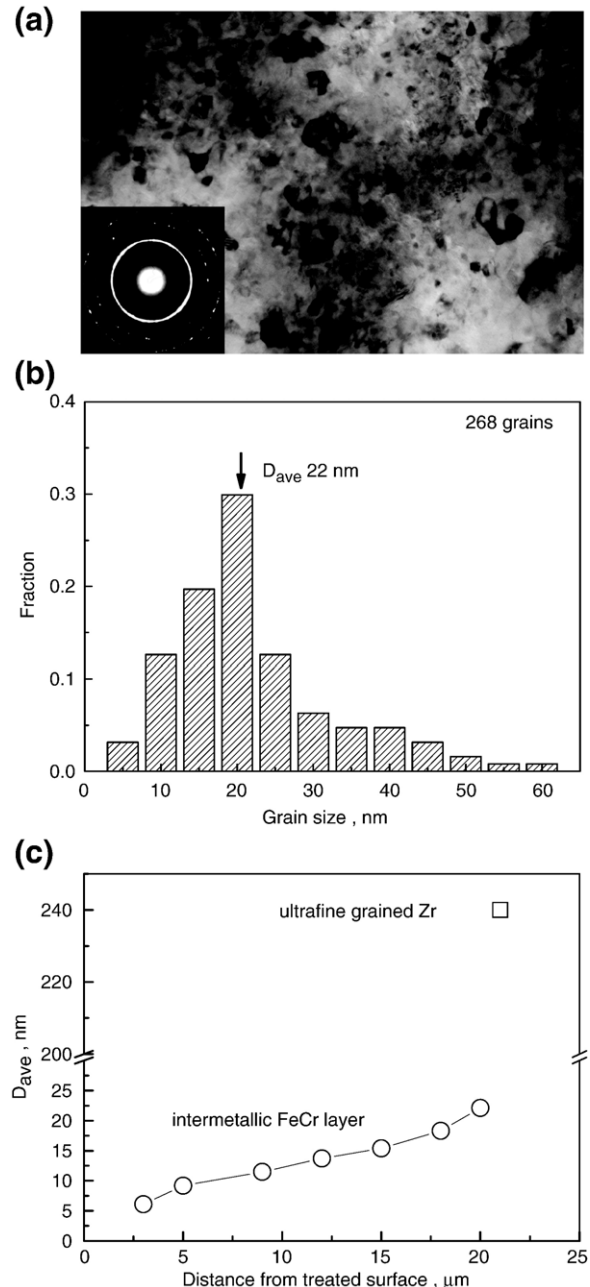 (a)
(b)
0.4
268 grains
D_ave 22 nm
0.3
Fraction
0.2
0.1
0.0
0 10 20 30 40 50 60
Grain size , nm
(c)
240
ultrafine grained Zr
220
200
D_ave , nm
25
20
intermetallic FeCr layer
15
10
5
0
0 5 10 15 20 25
Distance from treated surface , μm